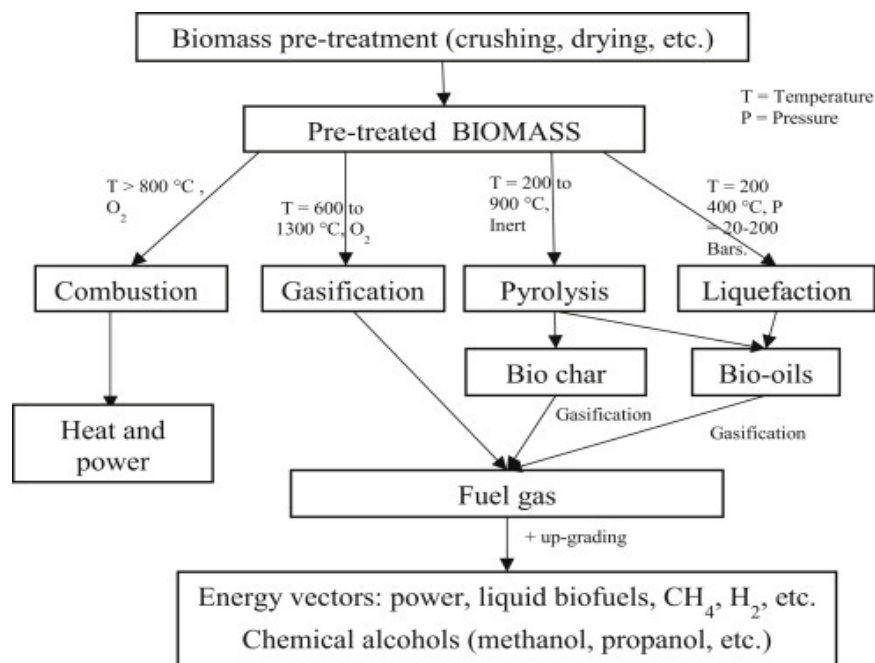 Biomass pre-treatment (crushing, drying, etc.)
T = Temperature
P = Pressure
Pre-treated BIOMASS
T > 800 °C ,
O₂
T = 600 to
1300 °C, O₂
T = 200 to
900 °C,
Inert
T = 200
400 °C, P
= 20-200
Bars.
Combustion
Gasification
Pyrolysis
Liquefaction
Bio char
Bio-oils
Heat and
power
Gasification
Gasification
Fuel gas
+ up-grading
Energy vectors: power, liquid biofuels, CH₄, H₂, etc.
Chemical alcohols (methanol, propanol, etc.)